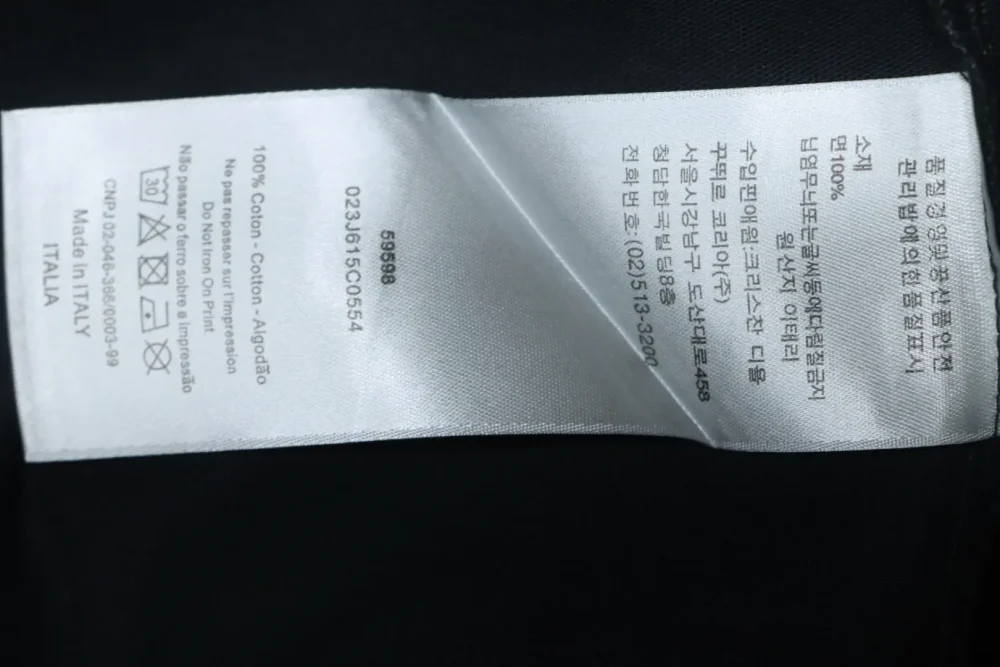 품질경영및공산품안전
관리법에의한품질표시
소재
면100%
닙염무늬또는글씨등에다림질금지
원산지 이태리
수입판매원:크리스챤 디올
꾸뛰르 코리아(주)
서울시강남구 도산대로458
청담한국빌딩8층
전화번호:(02)513-3200
59598
023J615C0554
100% Coton - Cotton - Algodão
Ne pas repasser sur l'impression
Do Not Iron On Print
Não passar o ferro sobre a impressão
30
CNPJ 02-046-366/0003-99
Made in ITALY
ITALIA